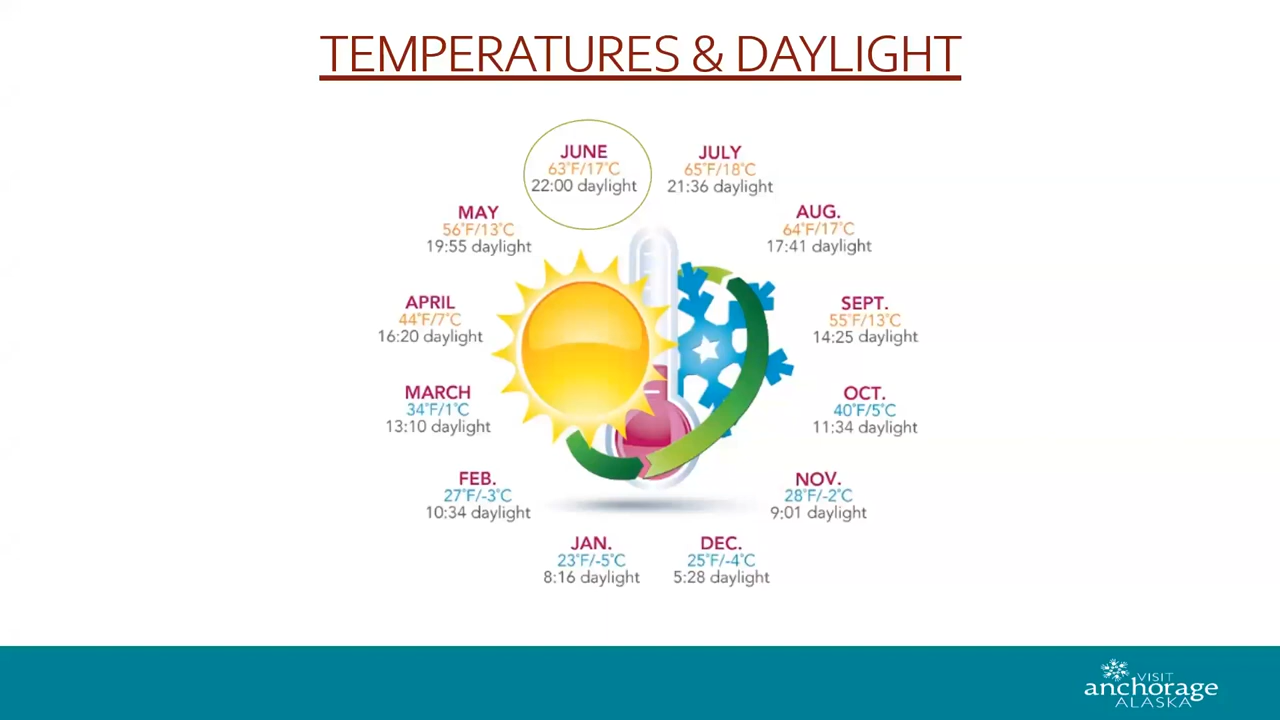 TEMPERATURES & DAYLIGHT
JUNE
63°F/17°C
22:00 daylight
JULY
65°F/18°C
21:36 daylight
MAY
56°F/13°C
19:55 daylight
AUG.
64°F/17°C
17:41 daylight
APRIL
44°F/7°C
16:20 daylight
SEPT.
55°F/13°C
14:25 daylight
MARCH
34°F/1°C
13:10 daylight
OCT.
40°F/5°C
11:34 daylight
FEB.
27°F/-3°C
10:34 daylight
NOV.
28°F/-2°C
9:01 daylight
JAN.
23°F/-5°C
8:16 daylight
DEC.
25°F/-4°C
5:28 daylight
VISIT
anchorage
ALASKA